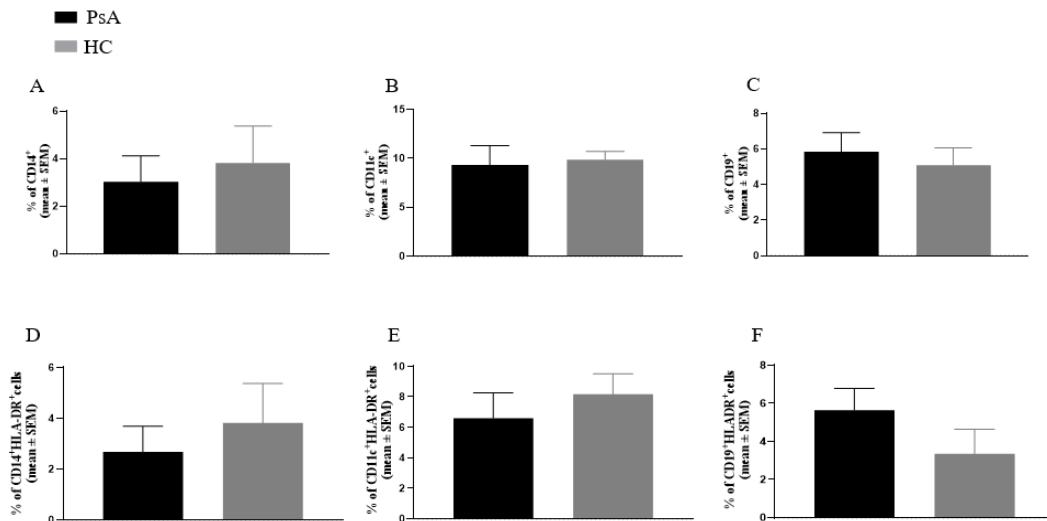 PsA
HC
A
% of CD14⁺
(mean ± SEM)
6
4
2
0
B
% of CD11c⁺
(mean ± SEM)
15
10
5
0
C
% of CD19⁺
(mean ± SEM)
8
6
4
2
0
D
% of CD14⁺HLA-DR⁺cells
(mean ± SEM)
6
4
2
0
E
% of CD11c⁺HLA-DR⁺cells
(mean ± SEM)
10
8
6
4
2
0
F
% of CD19⁺HLADR⁺cells
(mean ± SEM)
8
6
4
2
0